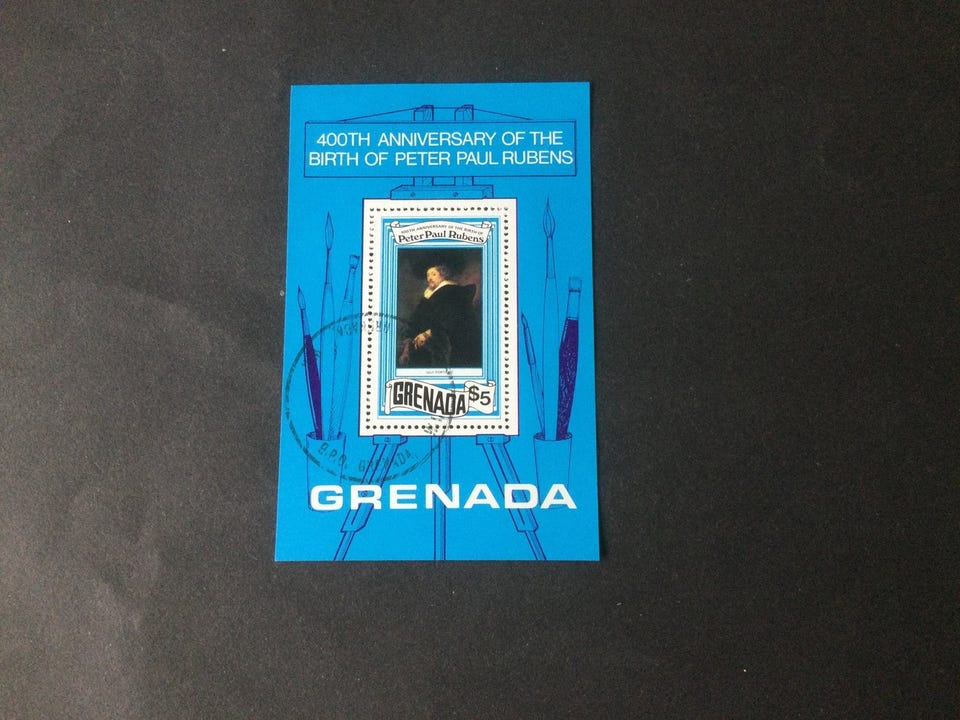 400TH ANNIVERSARY OF THE
BIRTH OF PETER PAUL RUBENS
400TH ANNIVERSARY OF THE BIRTH OF
Peter Paul Rubens
GRENADA $5
G.P.O. GRENADA
GRENADA